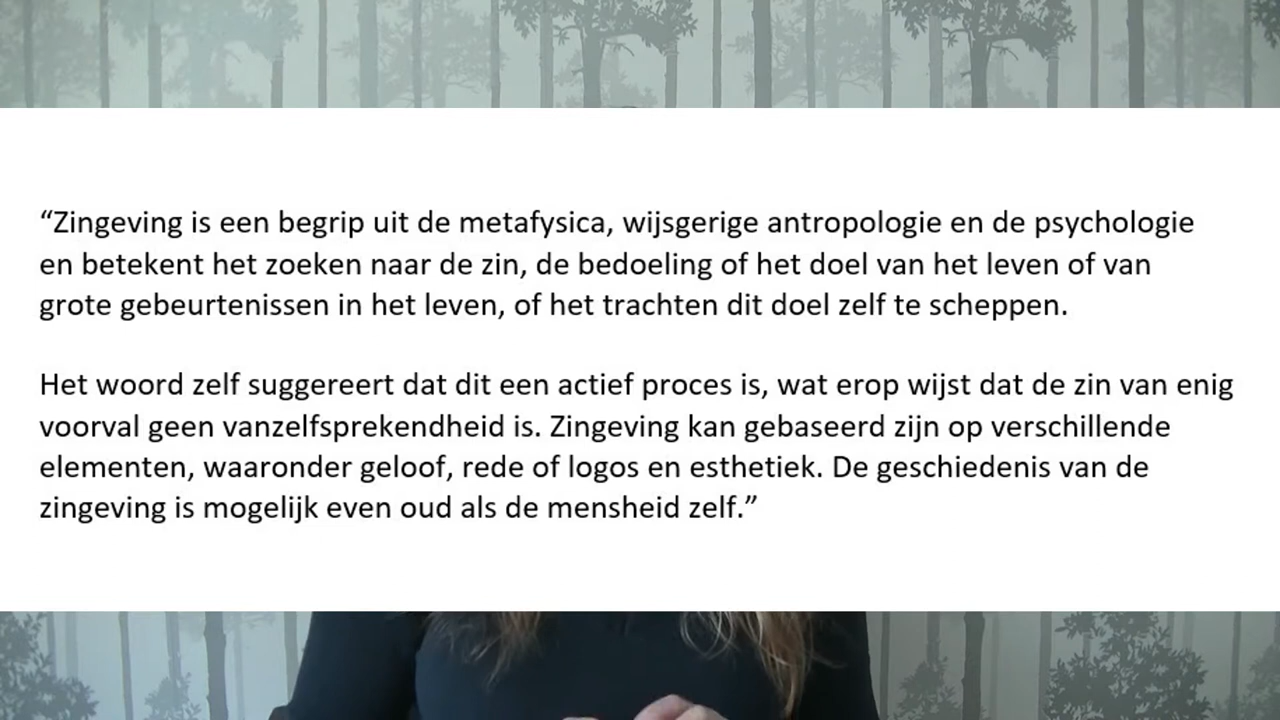 “Zingeving is een begrip uit de metafysica, wijsgerige antropologie en de psychologie
en betekent het zoeken naar de zin, de bedoeling of het doel van het leven of van
grote gebeurtenissen in het leven, of het trachten dit doel zelf te scheppen.
Het woord zelf suggereert dat dit een actief proces is, wat erop wijst dat de zin van enig
voorval geen vanzelfsprekendheid is. Zingeving kan gebaseerd zijn op verschillende
elementen, waaronder geloof, rede of logos en esthetiek. De geschiedenis van de
zingeving is mogelijk even oud als de mensheid zelf.”